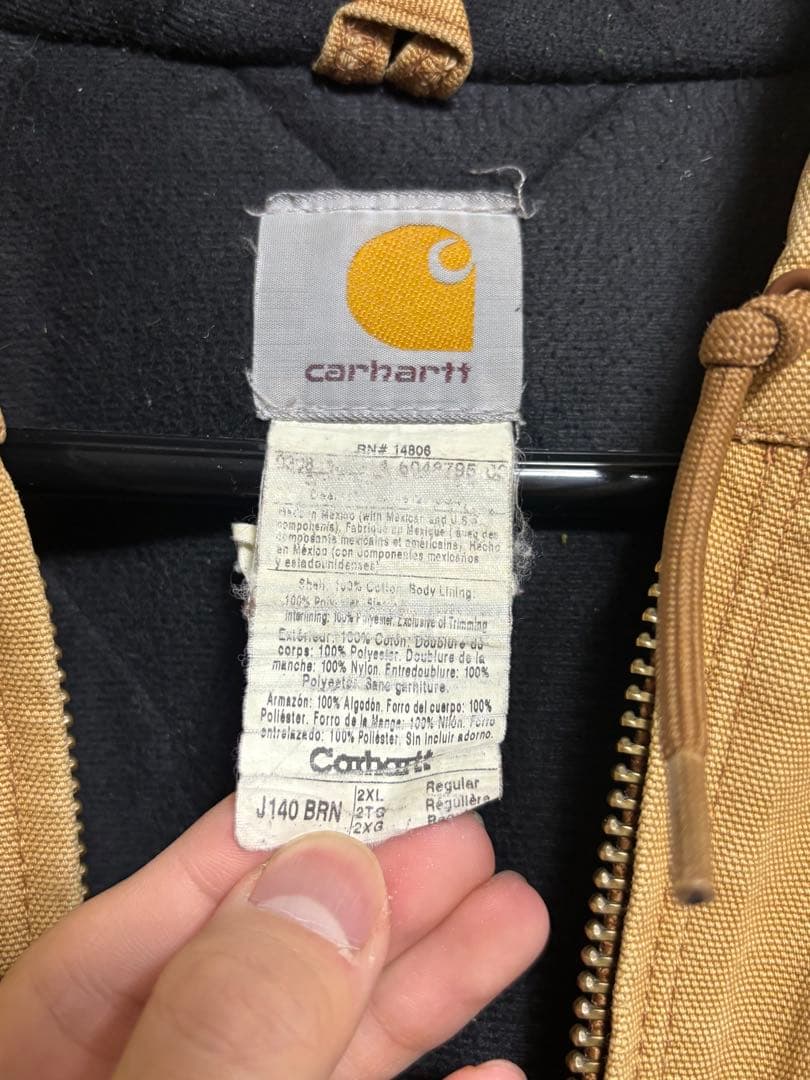 carhartt
RN# 14806
6048795 02
Made in Mexico (with Mexican and U.S.A.
components). Fabriqué en Mexique (avec des
composants mexicains et américains). Hecho
en México (con componentes mexicanos
y estadounidenses)
Shell: 100% Cotton Body Lining:
100%
Interlining: 100% Polyester, Exclusive of Trimming
Extérieur: 100% Coton; Doublure du
corps: 100% Polyester. Doublure de la
manche: 100% Nylon. Entredoublure: 100%
Polyester. Sans garniture.
Armazón: 100% Algodón. Forro del cuerpo: 100%
Poliéster. Forro de la Manga: 100% Nilón. Forro
entrelazado: 100% Poliéster. Sin incluir adorno.
Carhartt
J140 BRN
2XL Regular
2TG Régulière
2XG